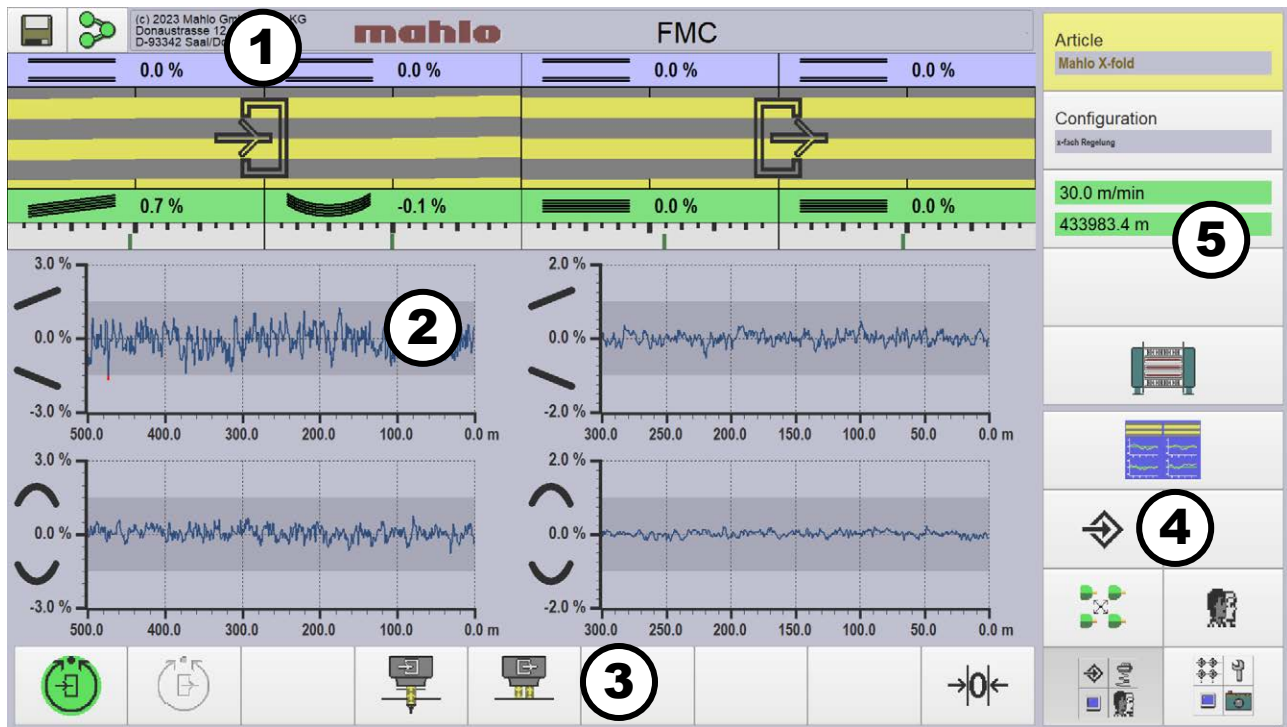 (c) 2023 Mahlo Gm KG
Donaustrasse 12
D-93342 Saal/Do
mahlo
FMC
1
0.0 % 0.0 % 0.0 % 0.0 %
0.7 % -0.1 % 0.0 % 0.0 %
3.0 %
0.0 %
-3.0 %
500.0 400.0 300.0 200.0 100.0 0.0 m
2
2.0 %
0.0 %
-2.0 %
300.0 250.0 200.0 150.0 100.0 50.0 0.0 m
3.0 %
0.0 %
-3.0 %
500.0 400.0 300.0 200.0 100.0 0.0 m
2.0 %
0.0 %
-2.0 %
300.0 250.0 200.0 150.0 100.0 50.0 0.0 m
3
→0←
Article
Mahlo X-fold
Configuration
x-fach Regelung
30.0 m/min
433983.4 m
5
4